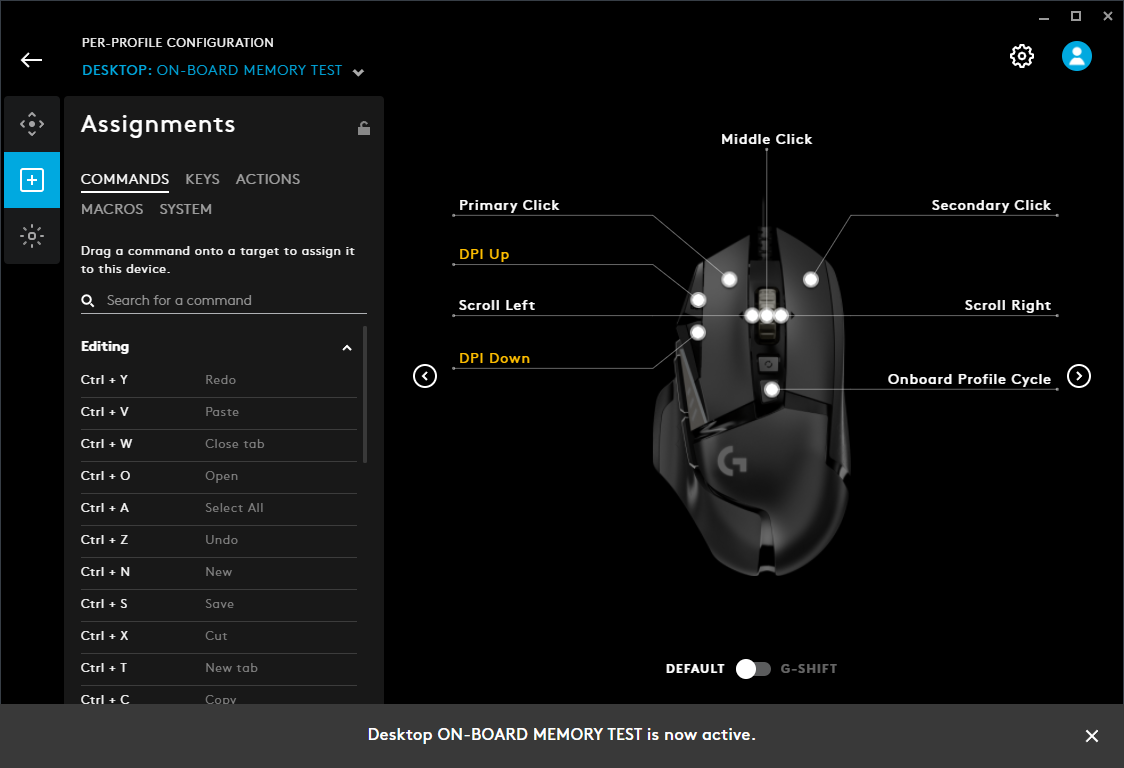 PER-PROFILE CONFIGURATION
DESKTOP: ON-BOARD MEMORY TEST
Assignments
COMMANDS KEYS ACTIONS
MACROS SYSTEM
Drag a command onto a target to assign it
to this device.
Search for a command
Editing
Ctrl + Y Redo
Ctrl + V Paste
Ctrl + W Close tab
Ctrl + O Open
Ctrl + A Select All
Ctrl + Z Undo
Ctrl + N New
Ctrl + S Save
Ctrl + X Cut
Ctrl + T New tab
Ctrl + C Copy
Middle Click
Primary Click
Secondary Click
DPI Up
Scroll Left
Scroll Right
DPI Down
Onboard Profile Cycle
DEFAULT G-SHIFT
Desktop ON-BOARD MEMORY TEST is now active.